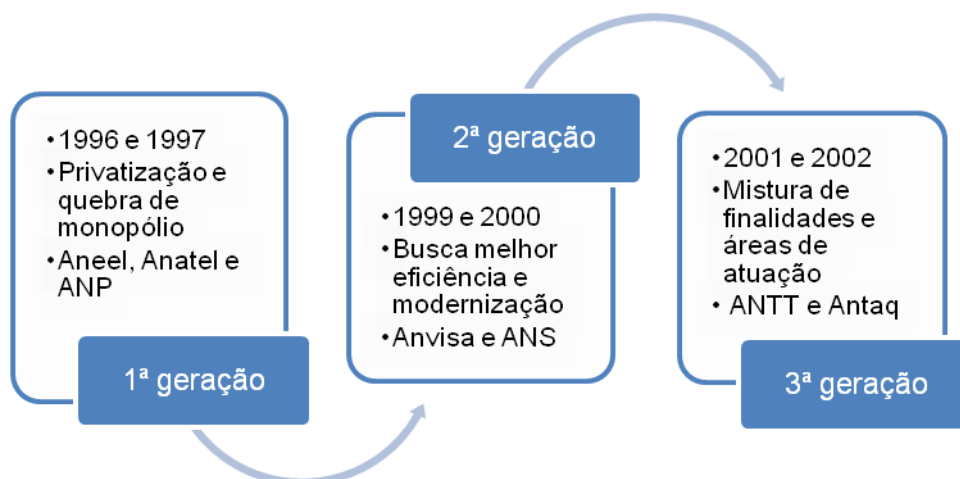 •1996 e 1997
•Privatização e
quebra de
monopólio
•Aneel, Anatel e
ANP
1ª geração
2ª geração
•1999 e 2000
•Busca melhor
eficiência e
modernização
•Anvisa e ANS
•2001 e 2002
•Mistura de
finalidades e
áreas de
atuação
• ANTT e Antaq
3ª geração